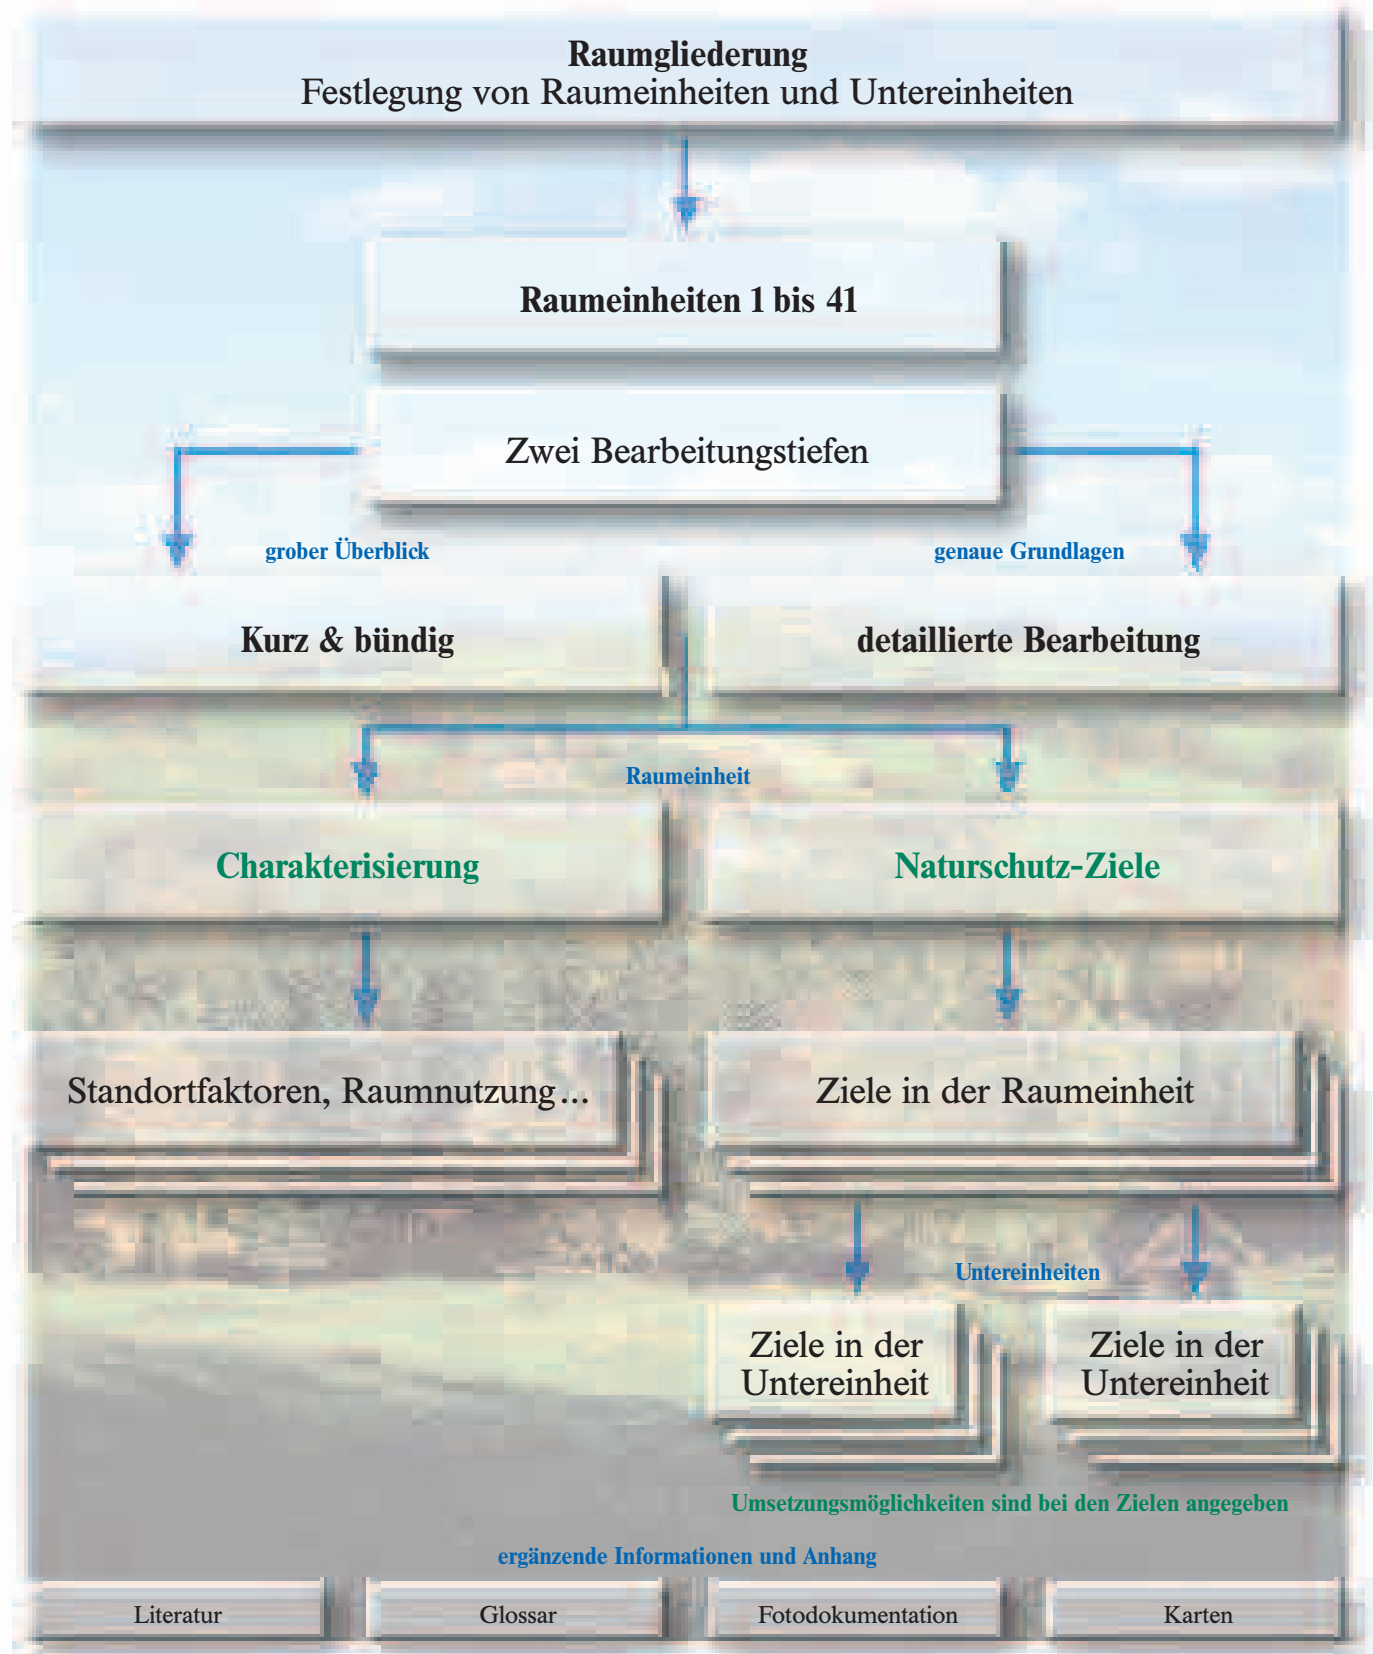 Raumgliederung
Festlegung von Raumeinheiten und Untereinheiten
Raumeinheiten 1 bis 41
Zwei Bearbeitungstiefen
grober Überblick
genaue Grundlagen
Kurz & bündig
detaillierte Bearbeitung
Raumeinheit
Charakterisierung
Naturschutz-Ziele
Standortfaktoren, Raumnutzung...
Ziele in der Raumeinheit
Untereinheiten
Ziele in der
Untereinheit
Ziele in der
Untereinheit
Umsetzungsmöglichkeiten sind bei den Zielen angegeben
ergänzende Informationen und Anhang
Literatur
Glossar
Fotodokumentation
Karten